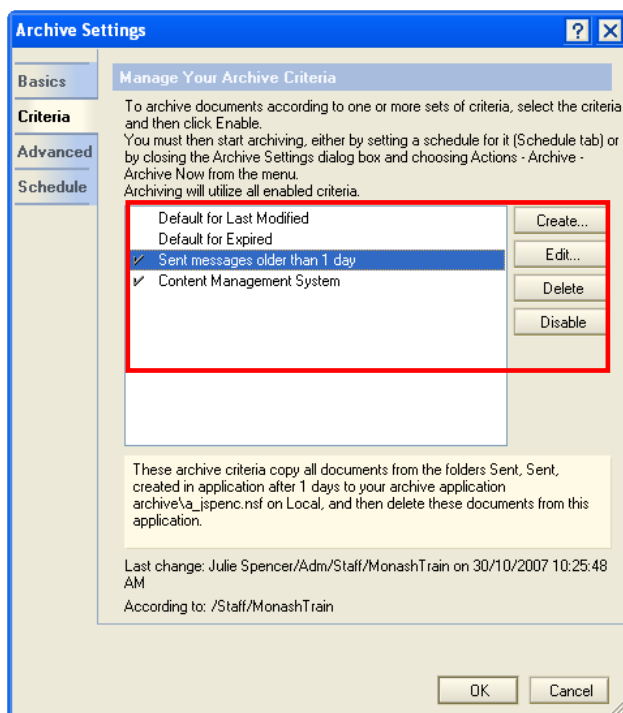 Archive Settings
Basics
Criteria
Advanced
Schedule
Manage Your Archive Criteria
To archive documents according to one or more sets of criteria, select the criteria
and then click Enable.
You must then start archiving, either by setting a schedule for it (Schedule tab) or
by closing the Archive Settings dialog box and choosing Actions - Archive -
Archive Now from the menu.
Archiving will utilize all enabled criteria.
Default for Last Modified
Default for Expired
Sent messages older than 1 day
Content Management System
Create...
Edit...
Delete
Disable
These archive criteria copy all documents from the folders Sent, Sent,
created in application after 1 days to your archive application
archive\a_jspenc.nsf on Local, and then delete these documents from this
application.
Last change: Julie Spencer/Adm/Staff/MonashTrain on 30/10/2007 10:25:48
AM
According to: /Staff/MonashTrain
OK
Cancel